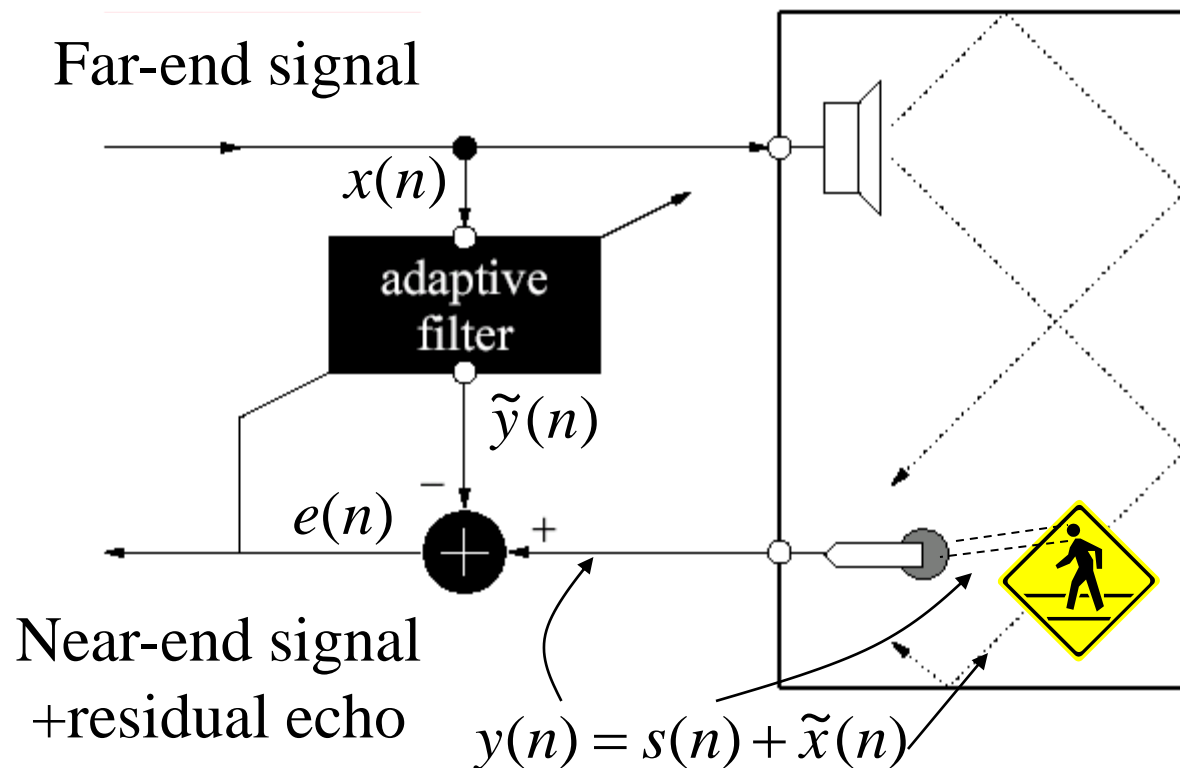 Far-end signal
x(n)
adaptive
filter
ỹ(n)
−
e(n)
+
Near-end signal
+residual echo
y(n) = s(n) + x̃(n)